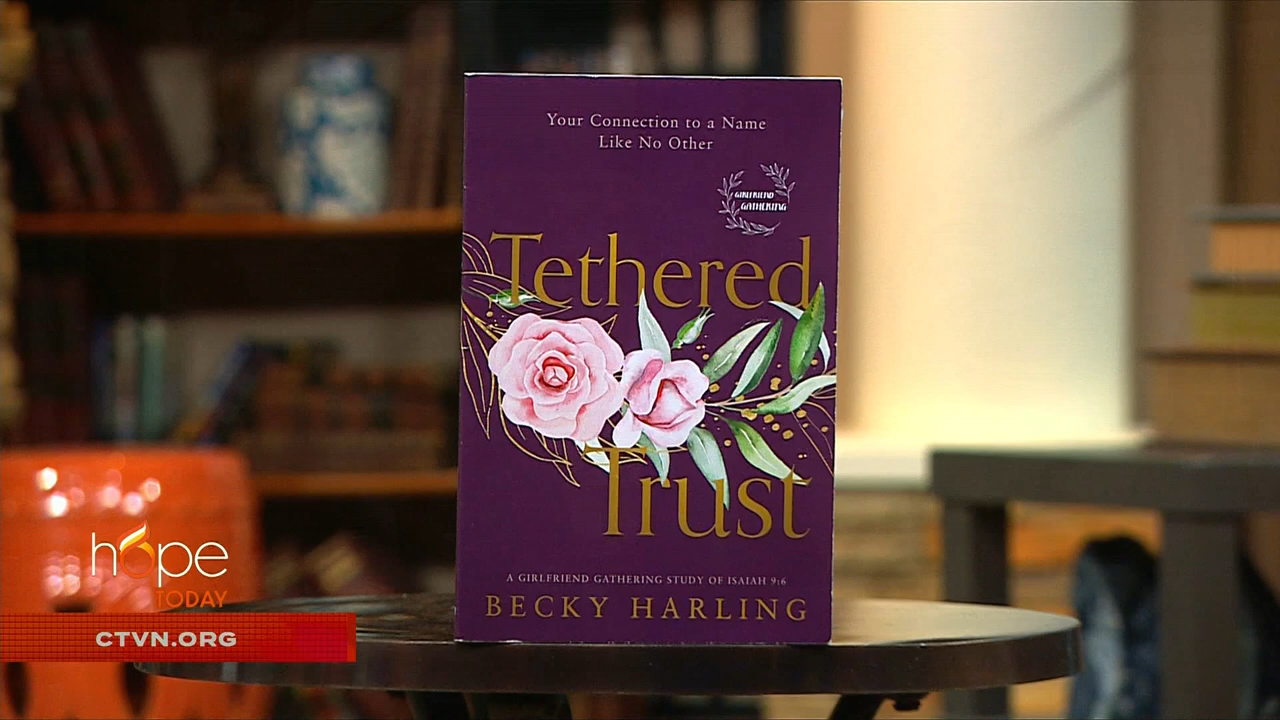 Your Connection to a Name
Like No Other
GIRLFRIEND
GATHERING
Tethered
Trust
A GIRLFRIEND GATHERING STUDY OF ISAIAH 9:6
BECKY HARLING
hope
TODAY
CTVN.ORG